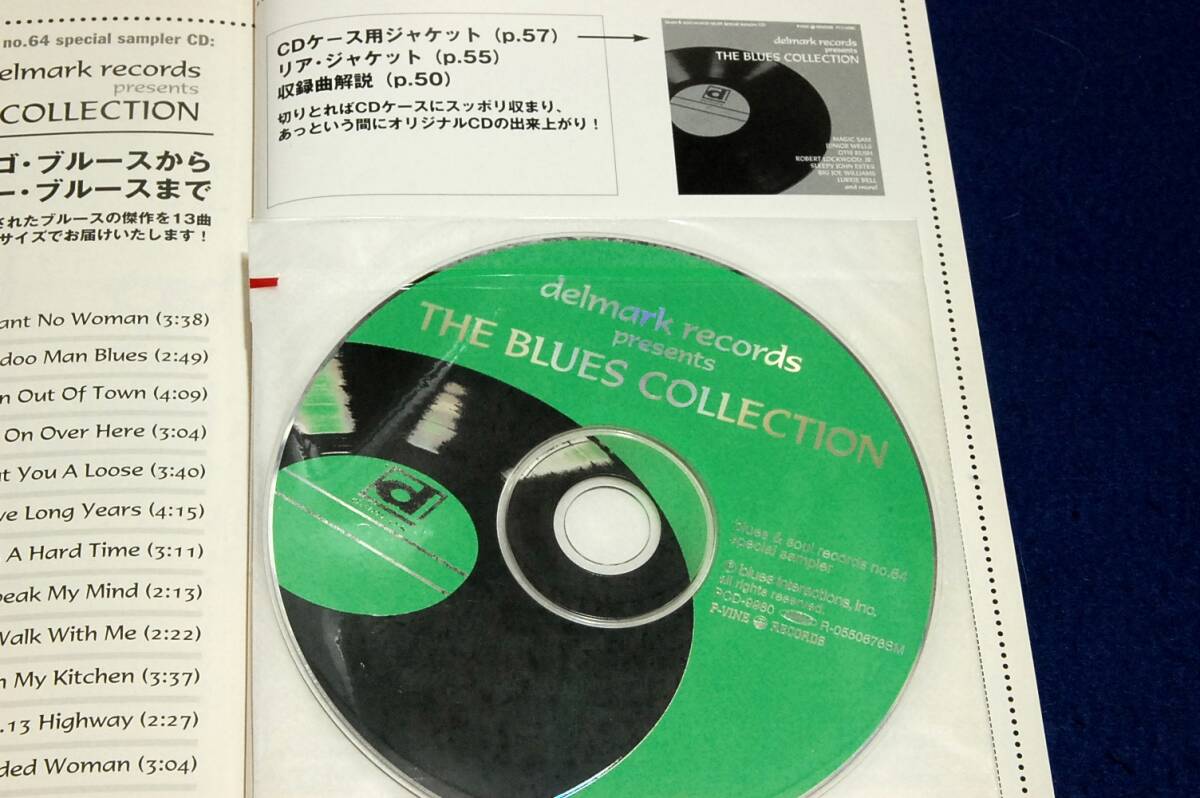 no.64 special sampler CD:
elmark records
presents
COLLECTION
ゴ・ブルースから
ー・ブルースまで
されたブルースの傑作を13曲
サイズでお届けいたします！
ant No Woman (3:38)
doo Man Blues (2:49)
n Out Of Town (4:09)
On Over Here (3:04)
t You A Loose (3:40)
ve Long Years (4:15)
A Hard Time (3:11)
peak My Mind (2:13)
Walk With Me (2:22)
n My Kitchen (3:37)
.13 Highway (2:27)
ded Woman (3:04)
CDケース用ジャケット（p.57）
リア・ジャケット（p.55）
収録曲解説（p.50）
切りとればCDケースにスッポリ収まり、
あっという間にオリジナルCDの出来上がり！
delmark records
presents
THE BLUES COLLECTION
d
MAGIC SAM
JUNIOR WELLS
OTIS RUSH
ROBERT LOCKWOOD, JR.
SLEEPY JOHN ESTES
BIG JOE WILLIAMS
LURRIE BELL
and more!
delmark records
presents
THE BLUES COLLECTION
d
blues & soul records no.64
special sampler
Ⓟ blues interactions, inc.
all rights reserved.
PCD-9980 R-0550676SM
P-VINE RECORDS